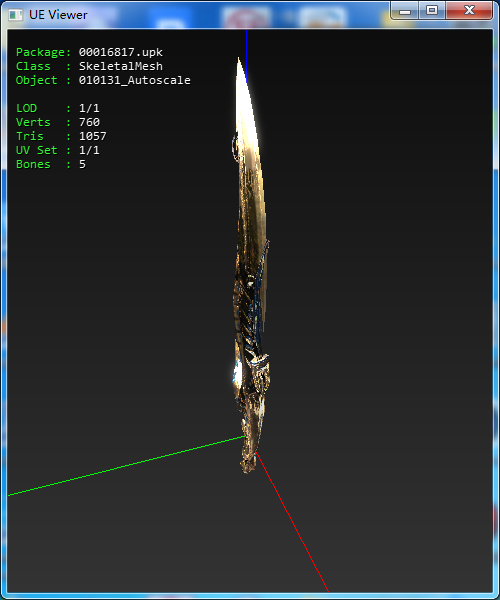 UE Viewer
Package: 00016817.upk
Class : SkeletalMesh
Object : 010131_Autoscale
LOD : 1/1
Verts : 760
Tris : 1057
UV Set : 1/1
Bones : 5